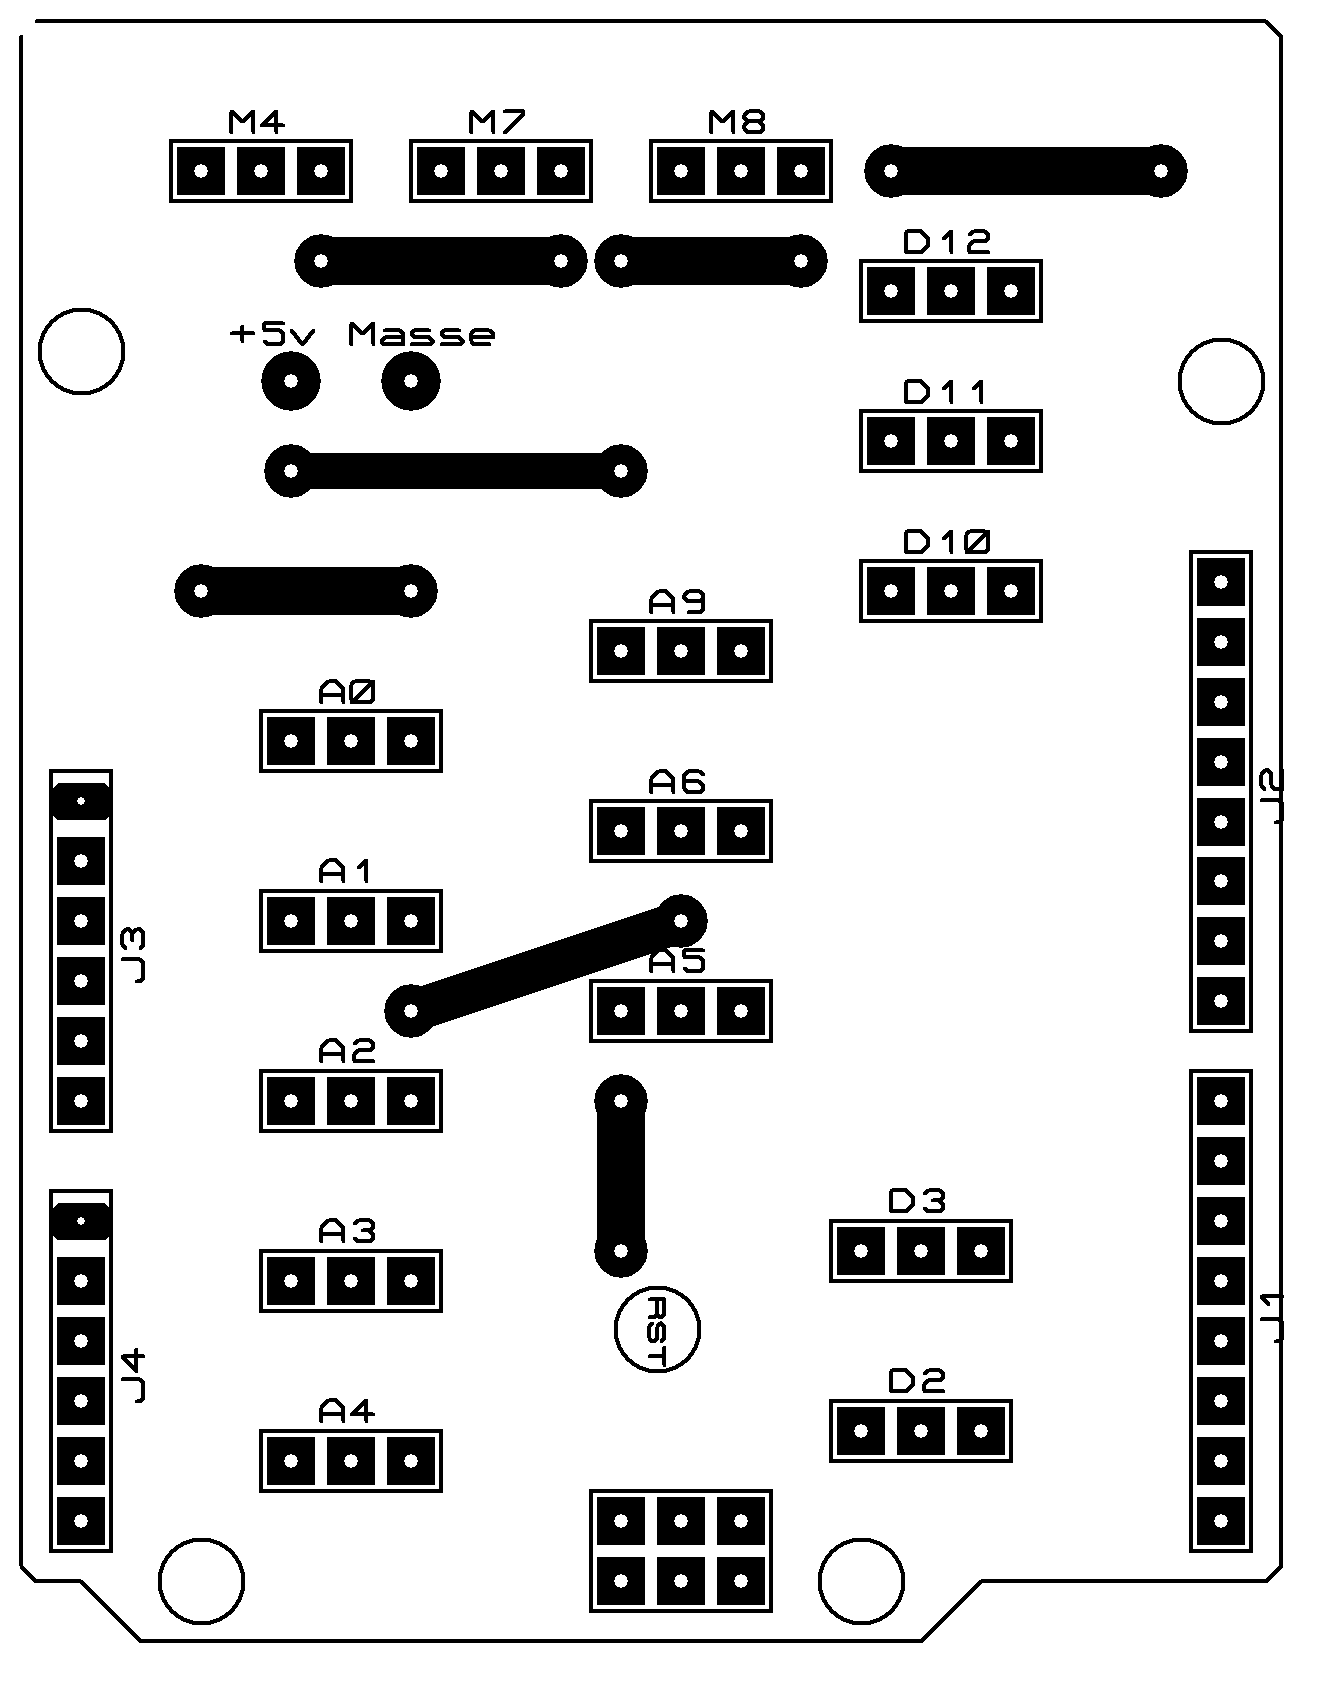 M4 M7 M8
D12
+5v Masse
D11
D10
A9
A0
A6
J2
A1
J3
A5
A2
D3
A3
J1
RST
J4
D2
A4